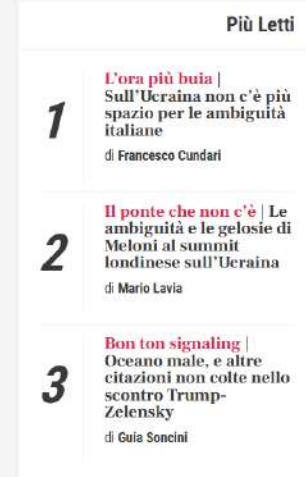 Più Letti
1
L'ora più buia |
Sull'Ucraina non c'è più
spazio per le ambiguità
italiane
di Francesco Cundari
2
Il ponte che non c'è | Le
ambiguità e le gelosie di
Meloni al summit
londinese sull'Ucraina
di Mario Lavia
3
Bon ton signaling |
Oceano male, e altre
citazioni non colte nello
scontro Trump-
Zelensky
di Guia Soncini